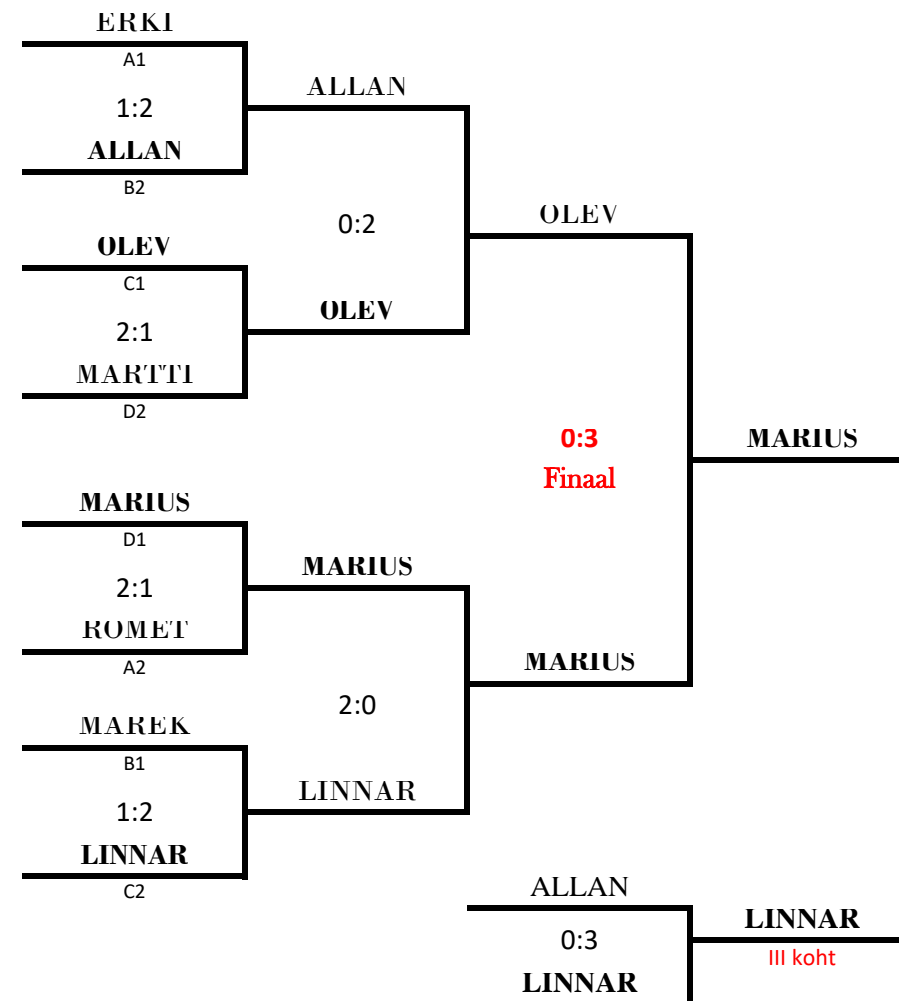 ERKI
A1
1:2
ALLAN
B2
ALLAN
0:2
OLEV
C1
2:1
MARTTI
D2
OLEV
OLEV
0:3
Finaal
MARIUS
MARIUS
D1
2:1
ROMET
A2
MARIUS
2:0
MAREK
B1
1:2
LINNAR
C2
LINNAR
MARIUS
ALLAN
0:3
LINNAR
LINNAR
III koht